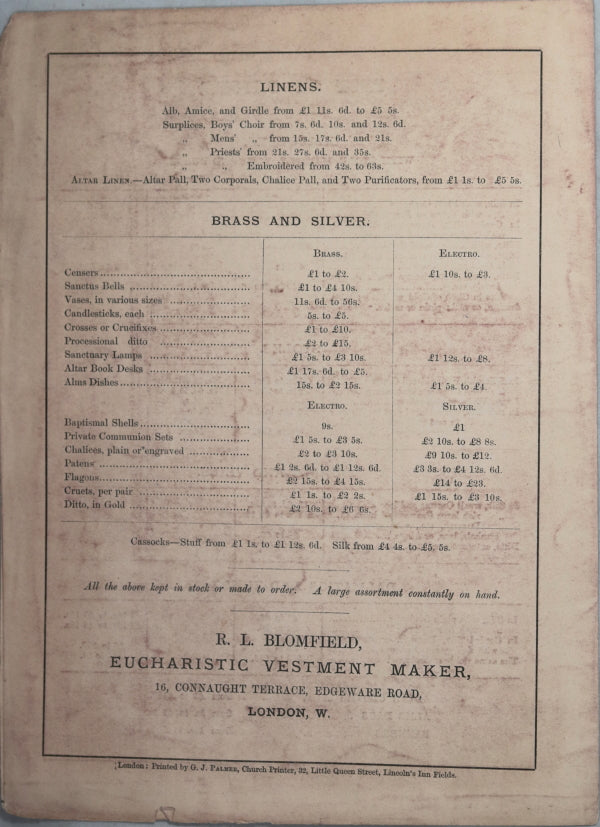 LINENS.
Alb, Amice, and Girdle from £1 11s. 6d. to £5 5s.
Surplices, Boys' Choir from 7s. 6d. 10s. and 12s. 6d.
„ Mens' „ from 15s. 17s. 6d. and 21s.
„ Priests' from 21s. 27s. 6d. and 35s.
„ „ Embroidered from 42s. to 63s.
ALTAR LINEN.—Altar Pall, Two Corporals, Chalice Pall, and Two Purificators, from £1 1s. to £5 5s.
BRASS AND SILVER.
BRASS. ELECTRO.
Censers........ £1 to £2. £1 10s. to £3.
Sanctus Bells ........ £1 to £4 10s.
Vases, in various sizes ........ 11s. 6d. to 56s.
Candlesticks, each ........ 5s. to £5.
Crosses or Crucifixes ........ £1 to £10.
Processional ditto ........ £2 to £15.
Sanctuary Lamps ........ £1 5s. to £3 10s. £1 12s. to £8.
Altar Book Desks ........ £1 17s. 6d. to £5.
Alms Dishes........ 15s. to £2 15s. £1 5s. to £4.
ELECTRO. SILVER.
Baptismal Shells........ 9s. £1
Private Communion Sets ........ £1 5s. to £3 5s. £2 10s. to £8 8s.
Chalices, plain or engraved ........ £2 to £3 10s. £9 10s. to £12.
Patens ........ £1 2s. 6d. to £1 12s. 6d. £3 3s. to £4 12s. 6d.
Flagons........ £2 15s. to £4 15s. £14 to £23.
Cruets, per pair ........ £1 1s. to £2 2s. £1 15s. to £3 10s.
Ditto, in Gold ........ £2 10s. to £6 6s.
Cassocks—Stuff from £1 1s. to £1 12s. 6d. Silk from £4 4s. to £5, 5s.
All the above kept in stock or made to order. A large assortment constantly on hand.
R. L. BLOMFIELD,
EUCHARISTIC VESTMENT MAKER,
16, CONNAUGHT TERRACE, EDGEWARE ROAD,
LONDON, W.
London: Printed by G. J. PALMER, Church Printer, 32, Little Queen Street, Lincoln's Inn Fields.